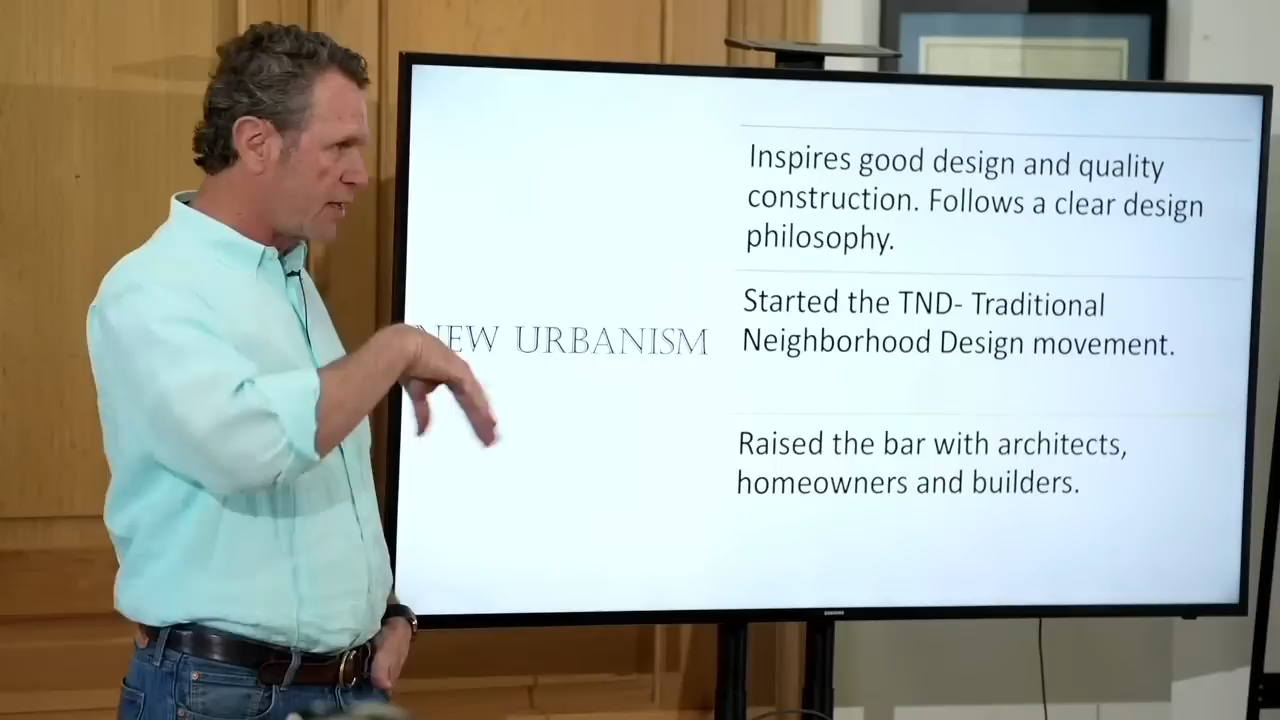 NEW URBANISM
Inspires good design and quality
construction. Follows a clear design
philosophy.
Started the TND- Traditional
Neighborhood Design movement.
Raised the bar with architects,
homeowners and builders.
SAMSUNG